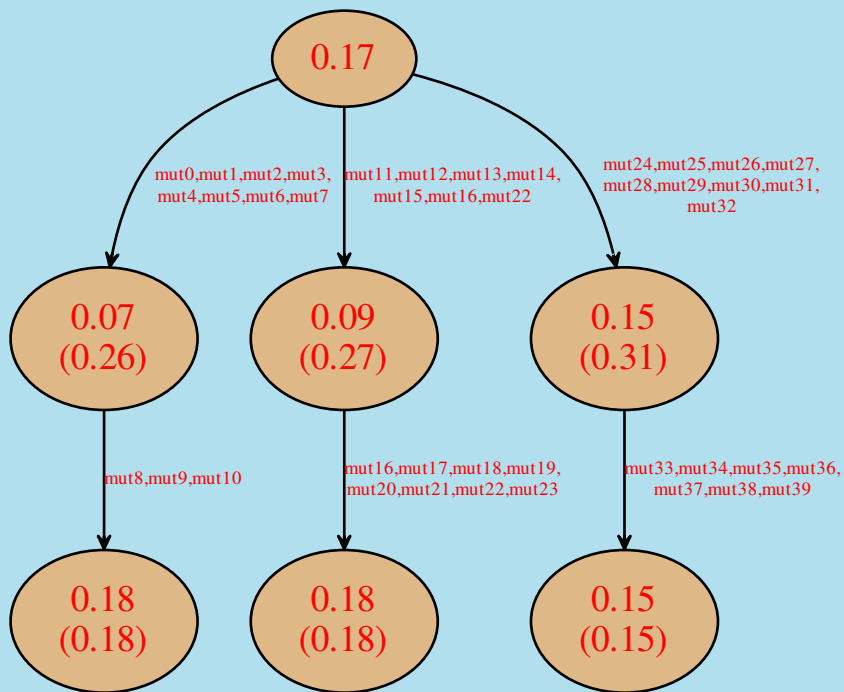 0.17
mut0,mut1,mut2,mut3,
mut4,mut5,mut6,mut7
mut11,mut12,mut13,mut14,
mut15,mut16,mut22
mut24,mut25,mut26,mut27,
mut28,mut29,mut30,mut31,
mut32
0.07
(0.26)
0.09
(0.27)
0.15
(0.31)
mut8,mut9,mut10
mut16,mut17,mut18,mut19,
mut20,mut21,mut22,mut23
mut33,mut34,mut35,mut36,
mut37,mut38,mut39
0.18
(0.18)
0.18
(0.18)
0.15
(0.15)